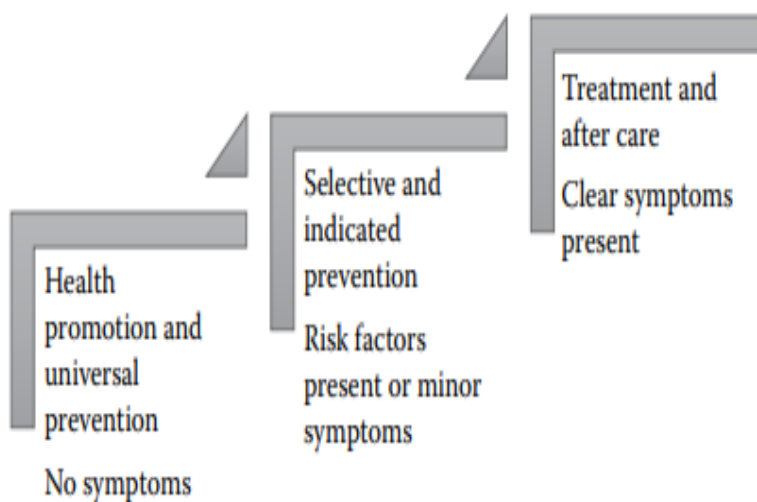 Health
promotion and
universal
prevention
No symptoms
Selective and
indicated
prevention
Risk factors
present or minor
symptoms
Treatment and
after care
Clear symptoms
present